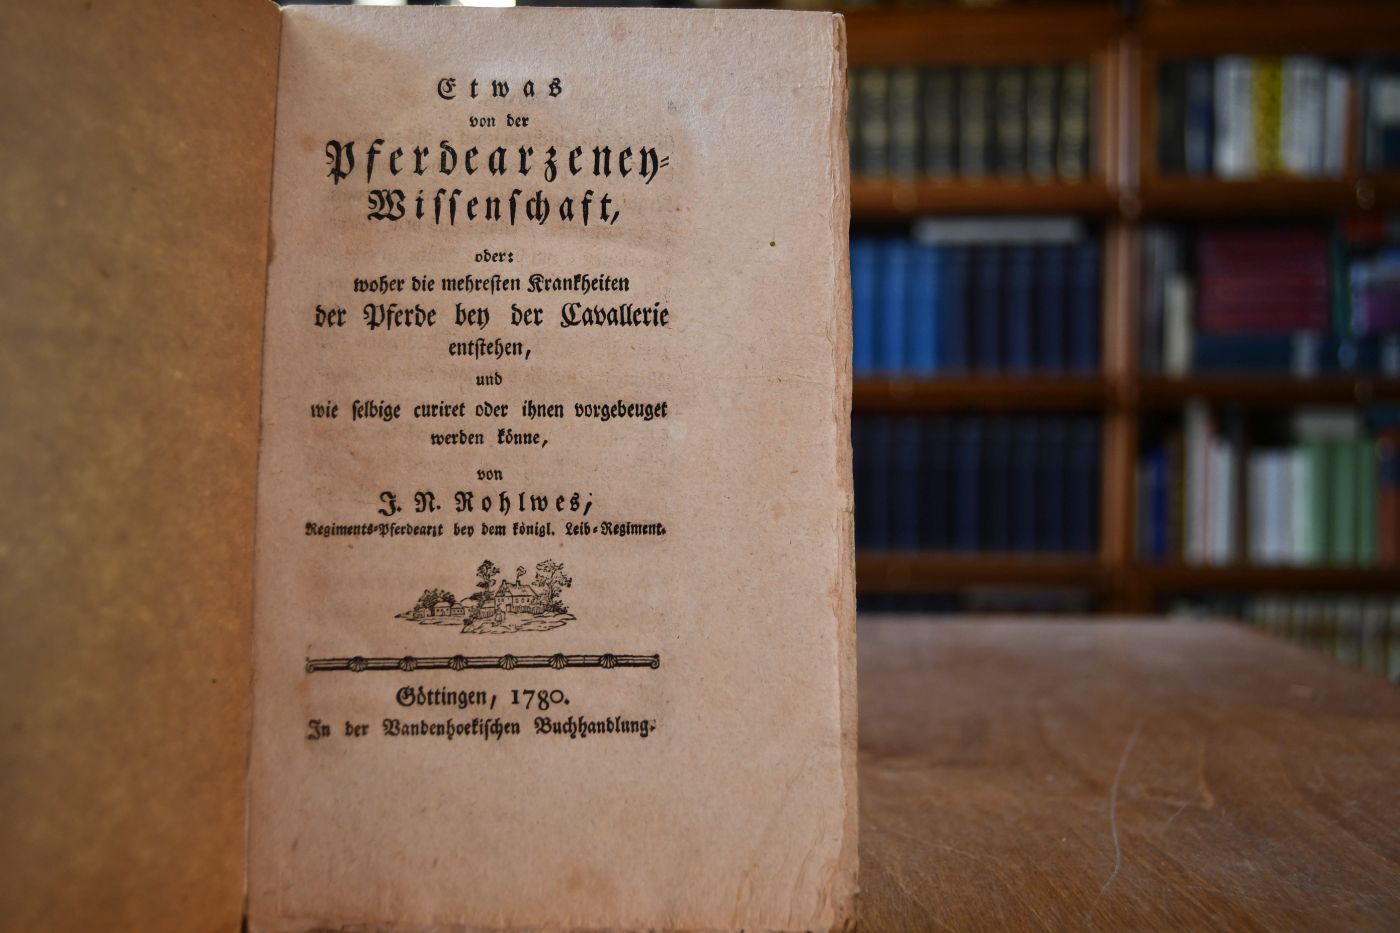 Etwas
von der
Pferdearzeney-
Wiſſenſchaft,
oder:
woher die mehreſten Krankheiten
der Pferde bey der Cavallerie
entſtehen,
und
wie ſelbige curiret oder ihnen vorgebeuget
werden könne,
von
J. N. Rohlwes,
Regiments-Pferdearzt bey dem königl. Leib-Regiment.
Göttingen, 1780.
In der Vandenhoekiſchen Buchhandlung.